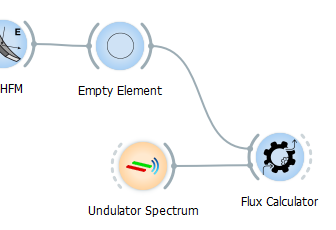 E
HFM
Empty Element
Undulator Spectrum
Flux Calculator